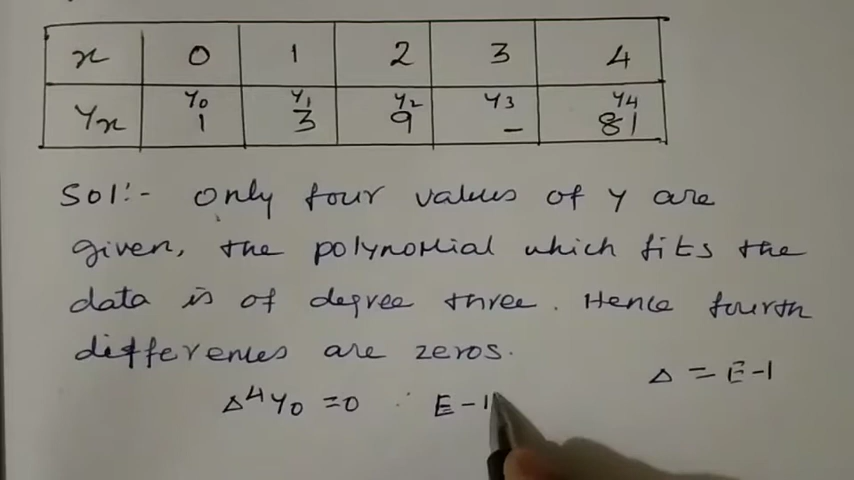 x 0 1 2 3 4
y₀ y₁ y₂ y₃ y₄
yx 1 3 9 – 81
Sol:- Only four values of y are
given, the polynomial which fits the
data is of degree three. Hence fourth
differences are zeros.
Δ = E-1
Δ⁴y₀ = 0 ∴ E-1